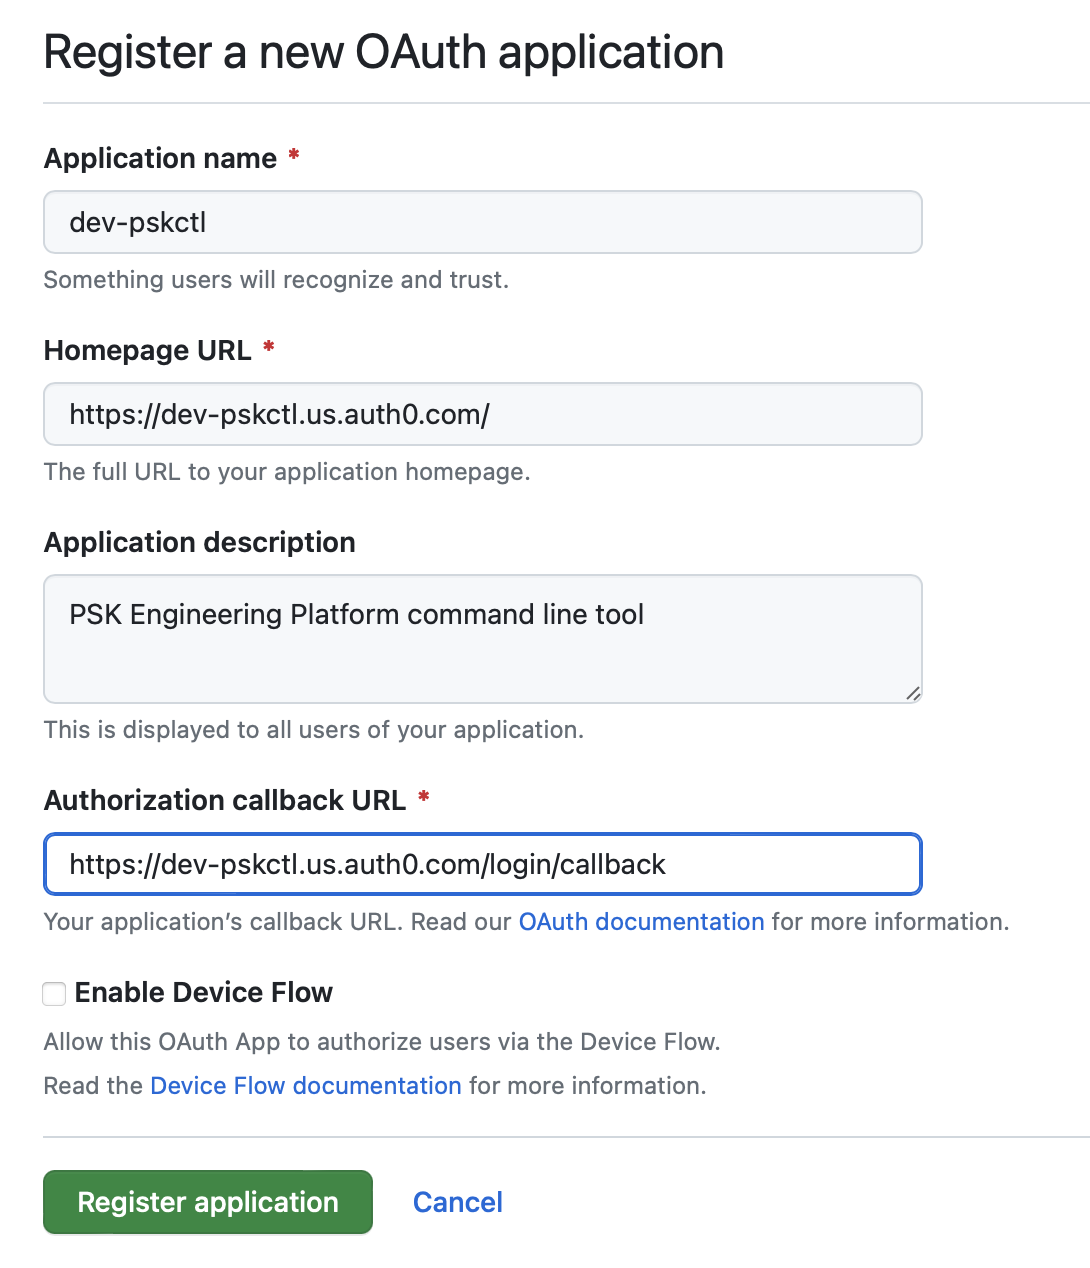 Register a new OAuth application
Application name *
dev-pskctl
Something users will recognize and trust.
Homepage URL *
https://dev-pskctl.us.auth0.com/
The full URL to your application homepage.
Application description
PSK Engineering Platform command line tool
This is displayed to all users of your application.
Authorization callback URL *
https://dev-pskctl.us.auth0.com/login/callback
Your application’s callback URL. Read our OAuth documentation for more information.
Enable Device Flow
Allow this OAuth App to authorize users via the Device Flow.
Read the Device Flow documentation for more information.
Register application Cancel